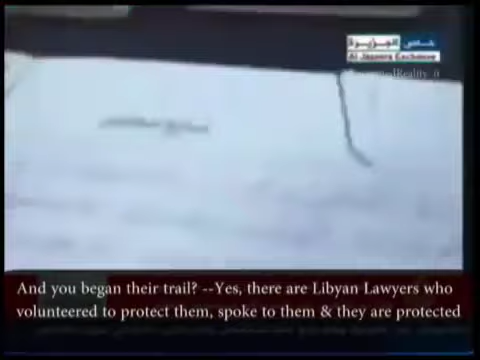 خاص الجزيرة
Al Jazeera Exclusive
And you began their trail? --Yes, there are Libyan Lawyers who
volunteered to protect them, spoke to them & they are protected